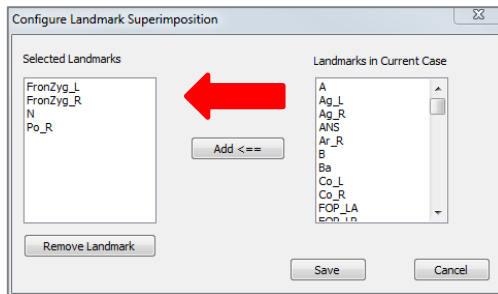 Configure Landmark Superimposition
Selected Landmarks
FronZyg_L
FronZyg_R
N
Po_R
Remove Landmark
Add <==
Landmarks in Current Case
A
Ag_L
Ag_R
ANS
Ar_R
B
Ba
Co_L
Co_R
FOP_LA
Save
Cancel